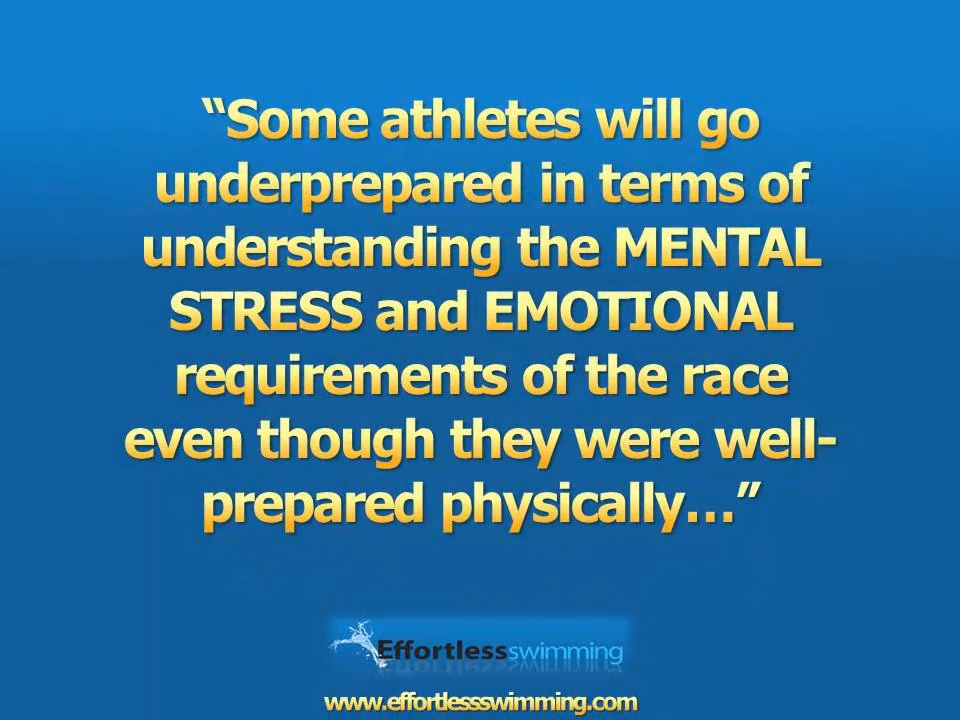 “Some athletes will go
underprepared in terms of
understanding the MENTAL
STRESS and EMOTIONAL
requirements of the race
even though they were well-
prepared physically…”
Effortlessswimming
www.effortlessswimming.com